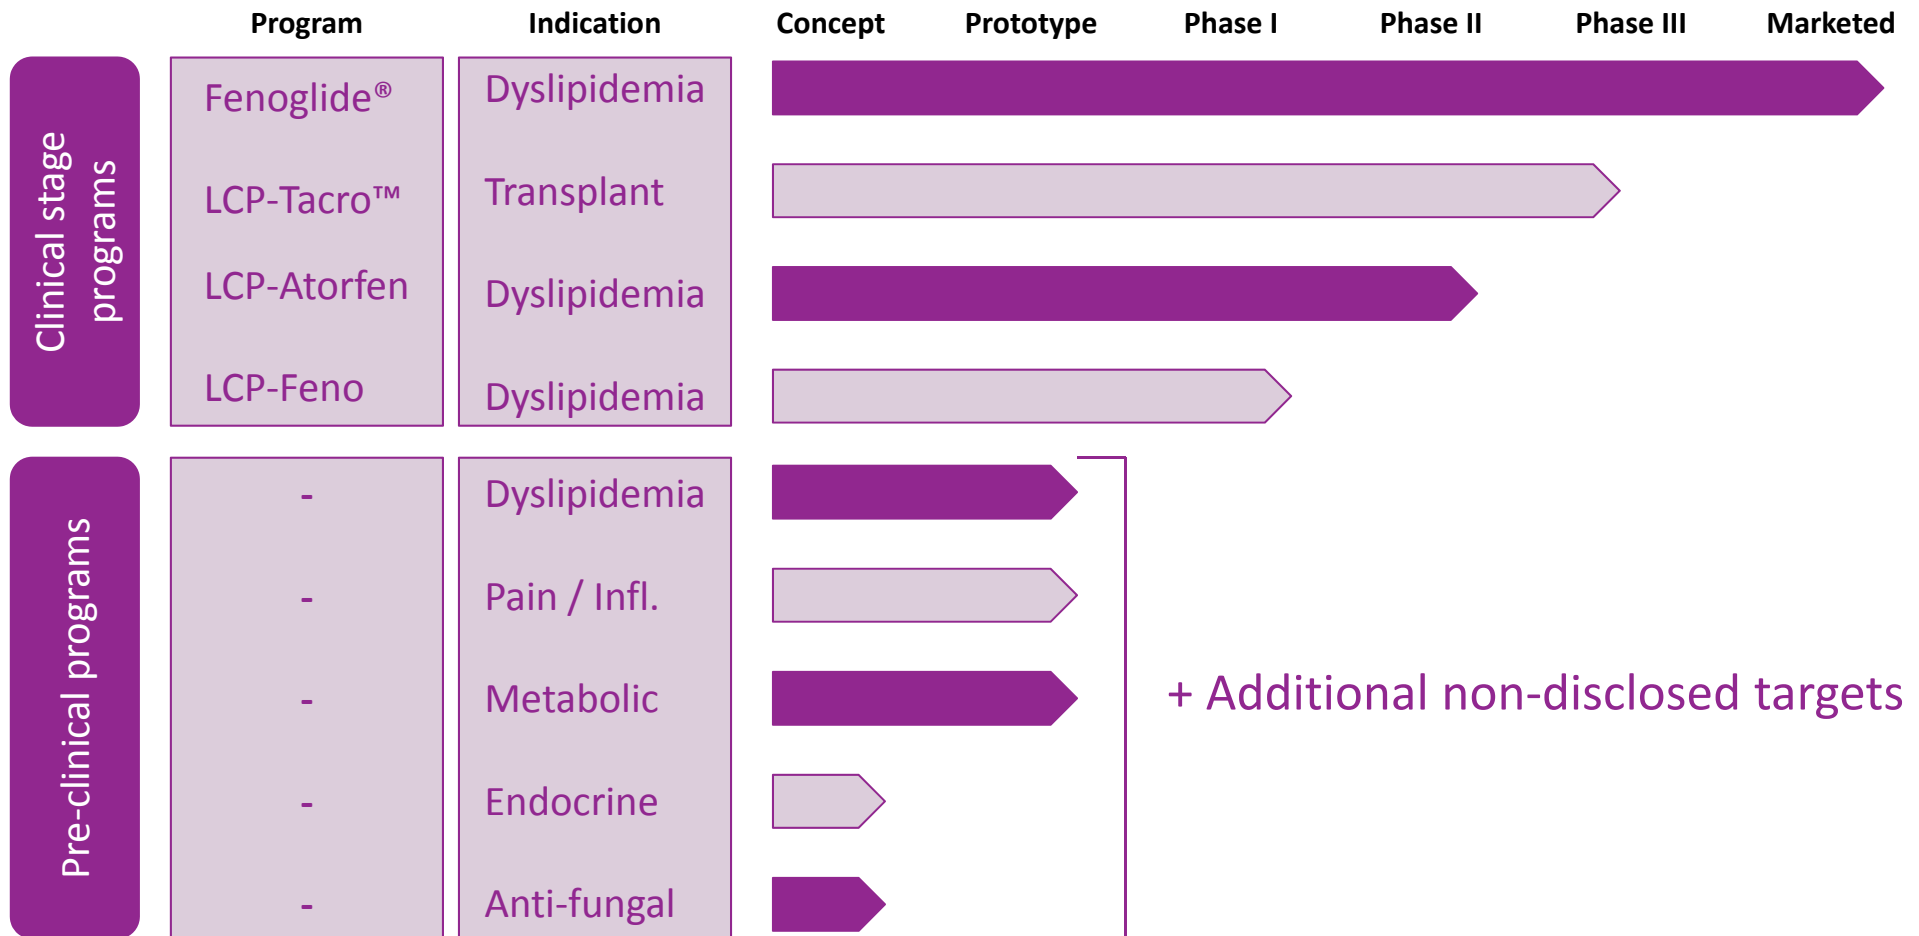 Program Indication Concept Prototype Phase I Phase II Phase III Marketed
Clinical stage
programs
Fenoglide® Dyslipidemia
LCP-Tacro™ Transplant
LCP-Atorfen Dyslipidemia
LCP-Feno Dyslipidemia
Pre-clinical programs
- Dyslipidemia
- Pain / Infl.
- Metabolic
+ Additional non-disclosed targets
- Endocrine
- Anti-fungal